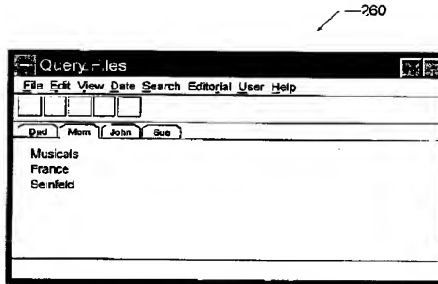 260
Query Files
File Edit View Date Search Editorial User Help
Dad Mom John Sue
Musicals
France
Seinfeld